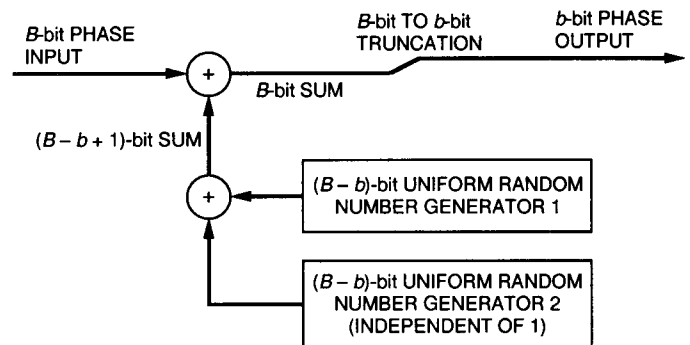 B-bit PHASE
INPUT
B-bit TO b-bit
TRUNCATION
b-bit PHASE
OUTPUT
+
B-bit SUM
(B – b + 1)-bit SUM
+
(B – b)-bit UNIFORM RANDOM
NUMBER GENERATOR 1
(B – b)-bit UNIFORM RANDOM
NUMBER GENERATOR 2
(INDEPENDENT OF 1)